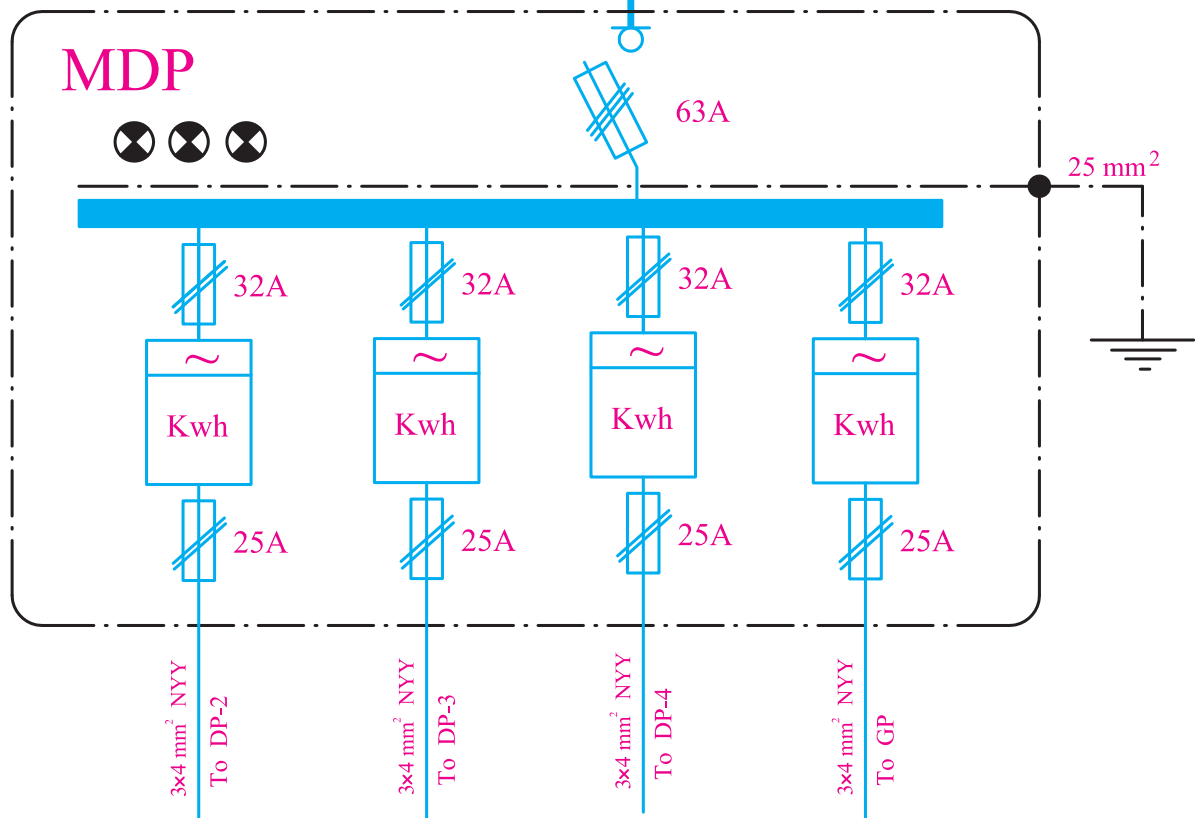 MDP
63A
25 mm²
32A 32A 32A 32A
~ ~ ~ ~
Kwh Kwh Kwh Kwh
25A 25A 25A 25A
3×4 mm² NYY
To DP-2
3×4 mm² NYY
To DP-3
3×4 mm² NYY
To DP-4
3×4 mm² NYY
To GP